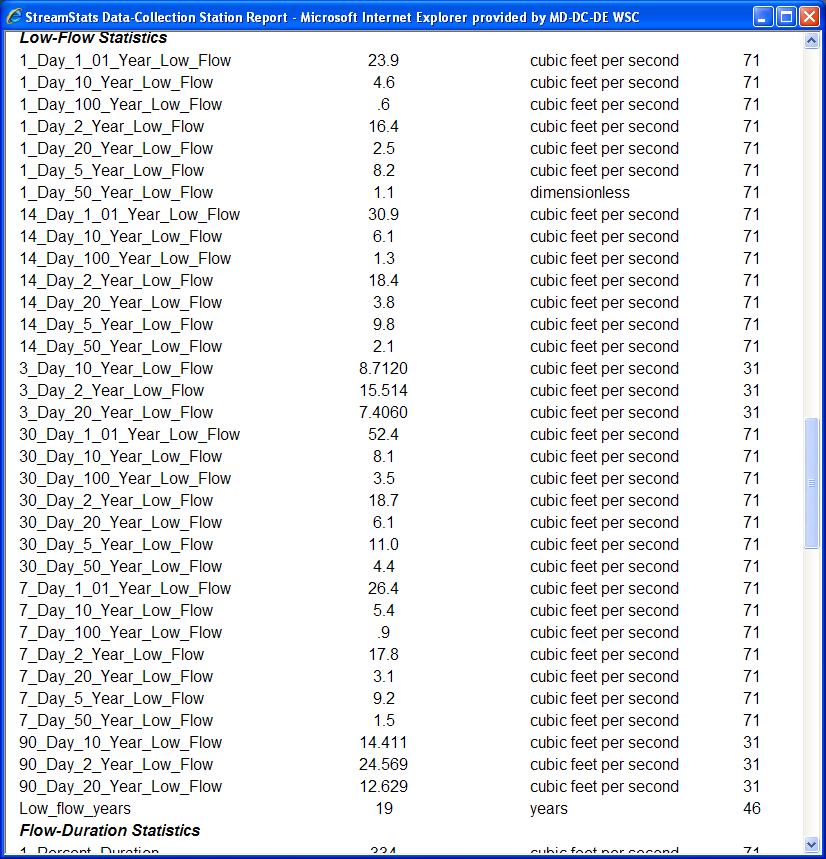 StreamStats Data-Collection Station Report - Microsoft Internet Explorer provided by MD-DC-DE WSC
Low-Flow Statistics
1_Day_1_01_Year_Low_Flow 23.9 cubic feet per second 71
1_Day_10_Year_Low_Flow 4.6 cubic feet per second 71
1_Day_100_Year_Low_Flow .6 cubic feet per second 71
1_Day_2_Year_Low_Flow 16.4 cubic feet per second 71
1_Day_20_Year_Low_Flow 2.5 cubic feet per second 71
1_Day_5_Year_Low_Flow 8.2 cubic feet per second 71
1_Day_50_Year_Low_Flow 1.1 dimensionless 71
14_Day_1_01_Year_Low_Flow 30.9 cubic feet per second 71
14_Day_10_Year_Low_Flow 6.1 cubic feet per second 71
14_Day_100_Year_Low_Flow 1.3 cubic feet per second 71
14_Day_2_Year_Low_Flow 18.4 cubic feet per second 71
14_Day_20_Year_Low_Flow 3.8 cubic feet per second 71
14_Day_5_Year_Low_Flow 9.8 cubic feet per second 71
14_Day_50_Year_Low_Flow 2.1 cubic feet per second 71
3_Day_10_Year_Low_Flow 8.7120 cubic feet per second 31
3_Day_2_Year_Low_Flow 15.514 cubic feet per second 31
3_Day_20_Year_Low_Flow 7.4060 cubic feet per second 31
30_Day_1_01_Year_Low_Flow 52.4 cubic feet per second 71
30_Day_10_Year_Low_Flow 8.1 cubic feet per second 71
30_Day_100_Year_Low_Flow 3.5 cubic feet per second 71
30_Day_2_Year_Low_Flow 18.7 cubic feet per second 71
30_Day_20_Year_Low_Flow 6.1 cubic feet per second 71
30_Day_5_Year_Low_Flow 11.0 cubic feet per second 71
30_Day_50_Year_Low_Flow 4.4 cubic feet per second 71
7_Day_1_01_Year_Low_Flow 26.4 cubic feet per second 71
7_Day_10_Year_Low_Flow 5.4 cubic feet per second 71
7_Day_100_Year_Low_Flow .9 cubic feet per second 71
7_Day_2_Year_Low_Flow 17.8 cubic feet per second 71
7_Day_20_Year_Low_Flow 3.1 cubic feet per second 71
7_Day_5_Year_Low_Flow 9.2 cubic feet per second 71
7_Day_50_Year_Low_Flow 1.5 cubic feet per second 71
90_Day_10_Year_Low_Flow 14.411 cubic feet per second 31
90_Day_2_Year_Low_Flow 24.569 cubic feet per second 31
90_Day_20_Year_Low_Flow 12.629 cubic feet per second 31
Low_flow_years 19 years 46
Flow-Duration Statistics
1_Percent_Duration 334 cubic feet per second 71